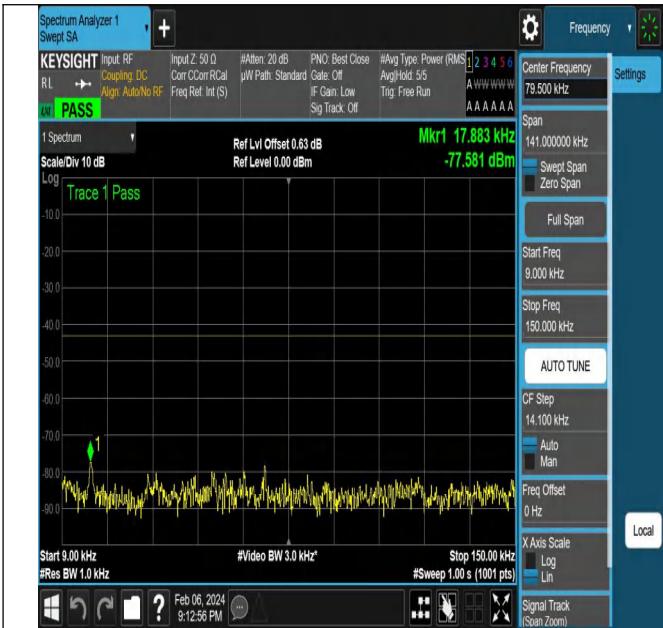 Spectrum Analyzer 1
Swept SA
+
Frequency
KEYSIGHT
Input: RF
Coupling: DC
Align: Auto/No RF
Input Z: 50 Ω
Corr CCorr RCal
Freq Ref: Int (S)
#Atten: 20 dB
µW Path: Standard
PNO: Best Close
Gate: Off
IF Gain: Low
Sig Track: Off
#Avg Type: Power (RMS
Avg|Hold: 5/5
Trig: Free Run
1 2 3 4 5 6
A W W W W W
A A A A A A
R L
PASS
1 Spectrum
Scale/Div 10 dB
Ref Lvl Offset 0.63 dB
Ref Level 0.00 dBm
Mkr1 17.883 kHz
-77.581 dBm
Log
Trace 1 Pass
-10.0
-20.0
-30.0
-40.0
-50.0
-60.0
-70.0
-80.0
-90.0
1
Start 9.00 kHz
#Res BW 1.0 kHz
#Video BW 3.0 kHz*
Stop 150.00 kHz
#Sweep 1.00 s (1001 pts)
?
Feb 06, 2024
9:12:56 PM
Center Frequency
79.500 kHz
Settings
Span
141.000000 kHz
Swept Span
Zero Span
Full Span
Start Freq
9.000 kHz
Stop Freq
150.000 kHz
AUTO TUNE
CF Step
14.100 kHz
Auto
Man
Freq Offset
0 Hz
Local
X Axis Scale
Log
Lin
Signal Track
(Span Zoom)